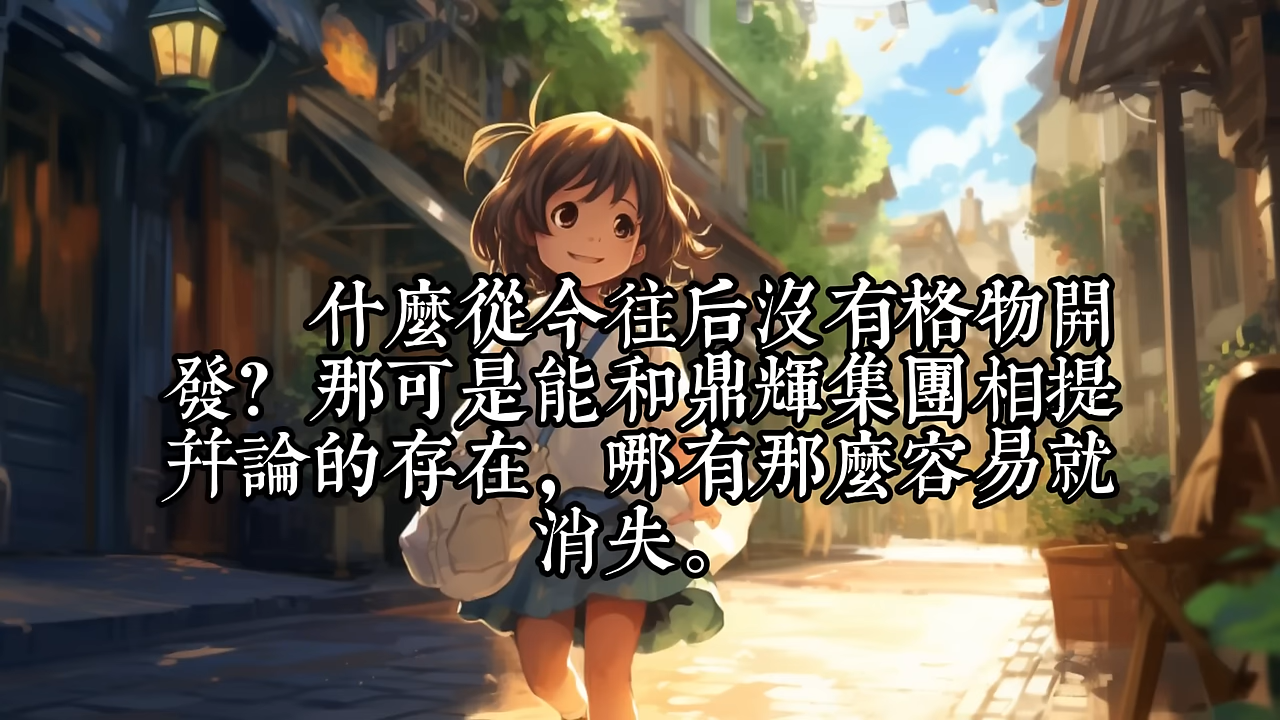 什麼從今往后沒有格物開
發？那可是能和鼎輝集團相提
幷論的存在，哪有那麼容易就
消失。